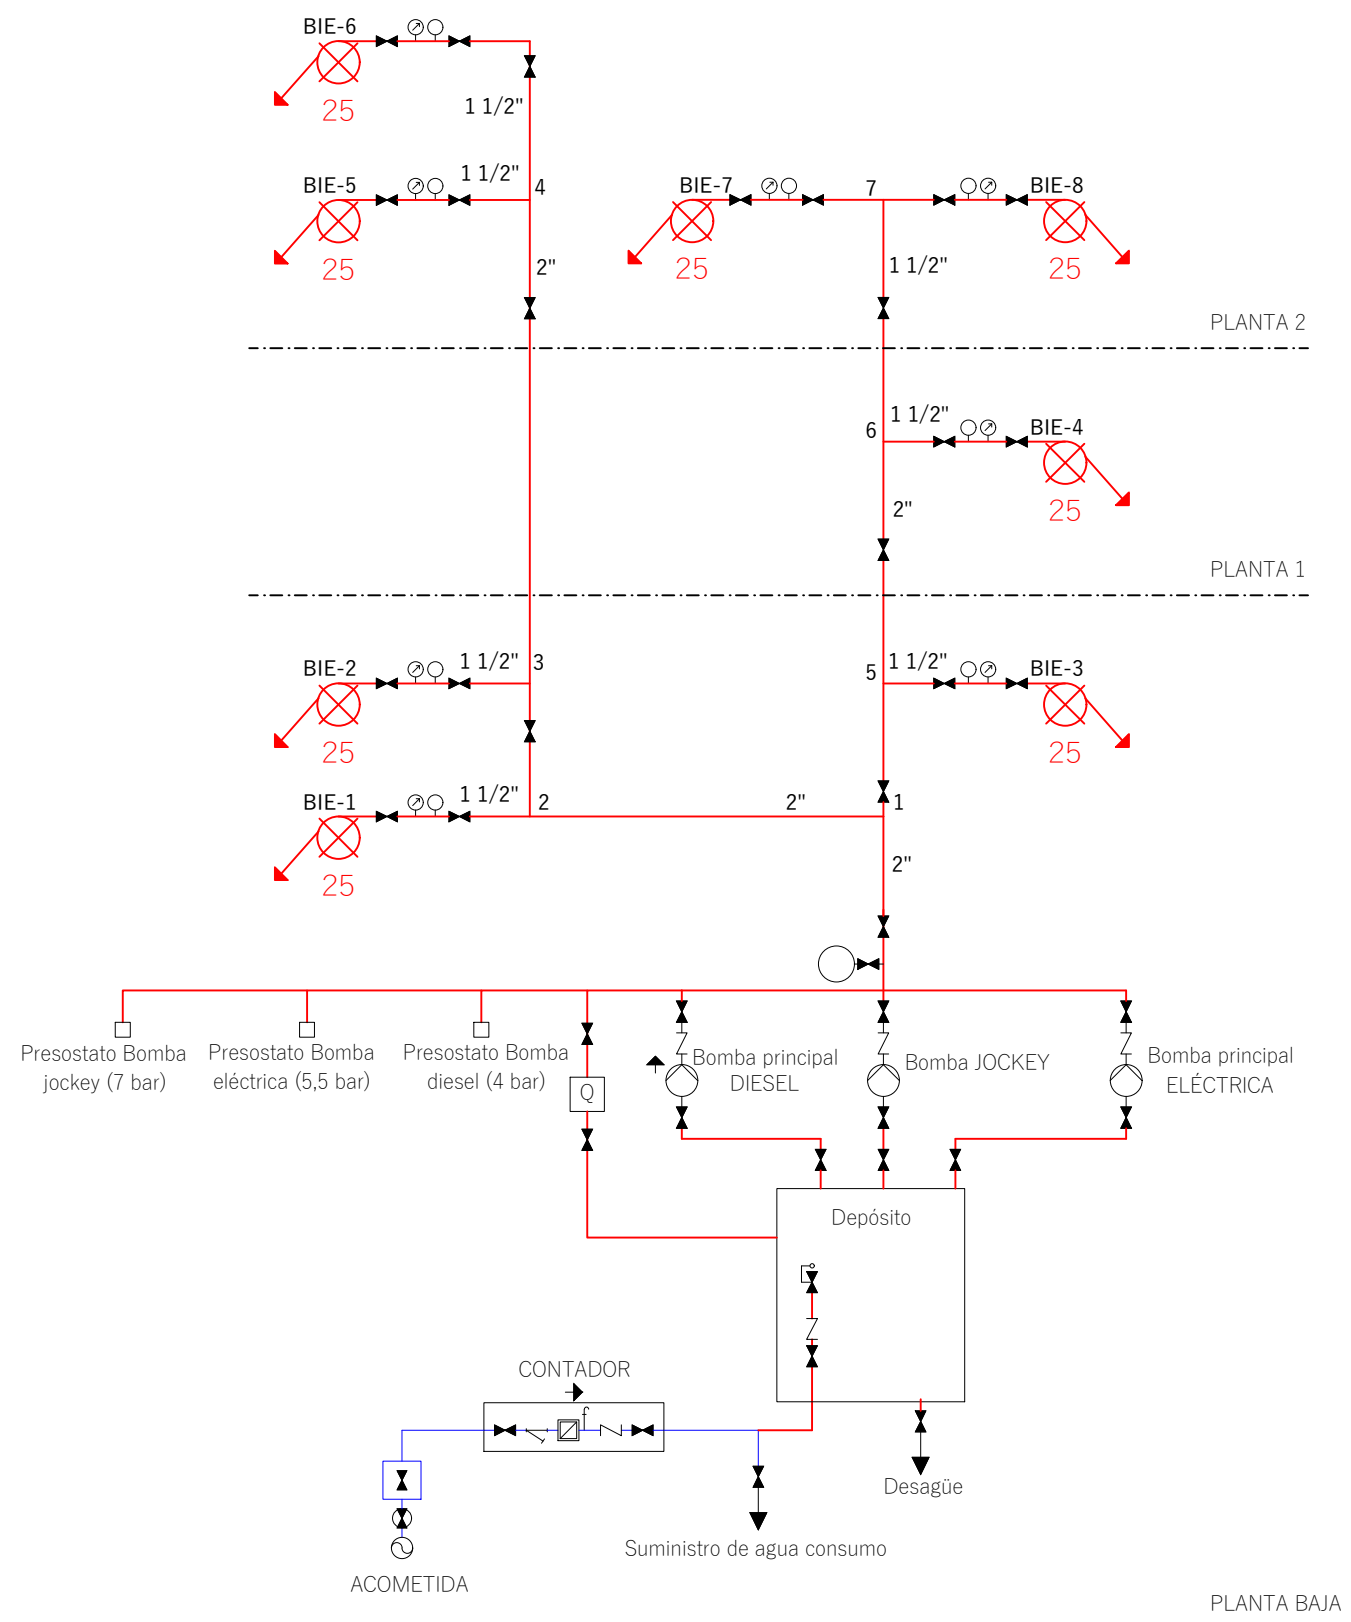 BIE-6
25
1 1/2"
1 1/2"
BIE-5
4
25
BIE-7
7
BIE-8
25
25
2"
1 1/2"
PLANTA 2
1 1/2"
6
BIE-4
25
2"
PLANTA 1
BIE-2
1 1/2"
3
25
5
1 1/2"
BIE-3
25
BIE-1
1 1/2"
2
2"
1
25
2"
Presostato Bomba
jockey (7 bar)
Presostato Bomba
eléctrica (5,5 bar)
Presostato Bomba
diesel (4 bar)
Q
Bomba principal
DIESEL
Bomba JOCKEY
Bomba principal
ELÉCTRICA
Depósito
CONTADOR
f
Desagüe
Suministro de agua consumo
ACOMETIDA
PLANTA BAJA